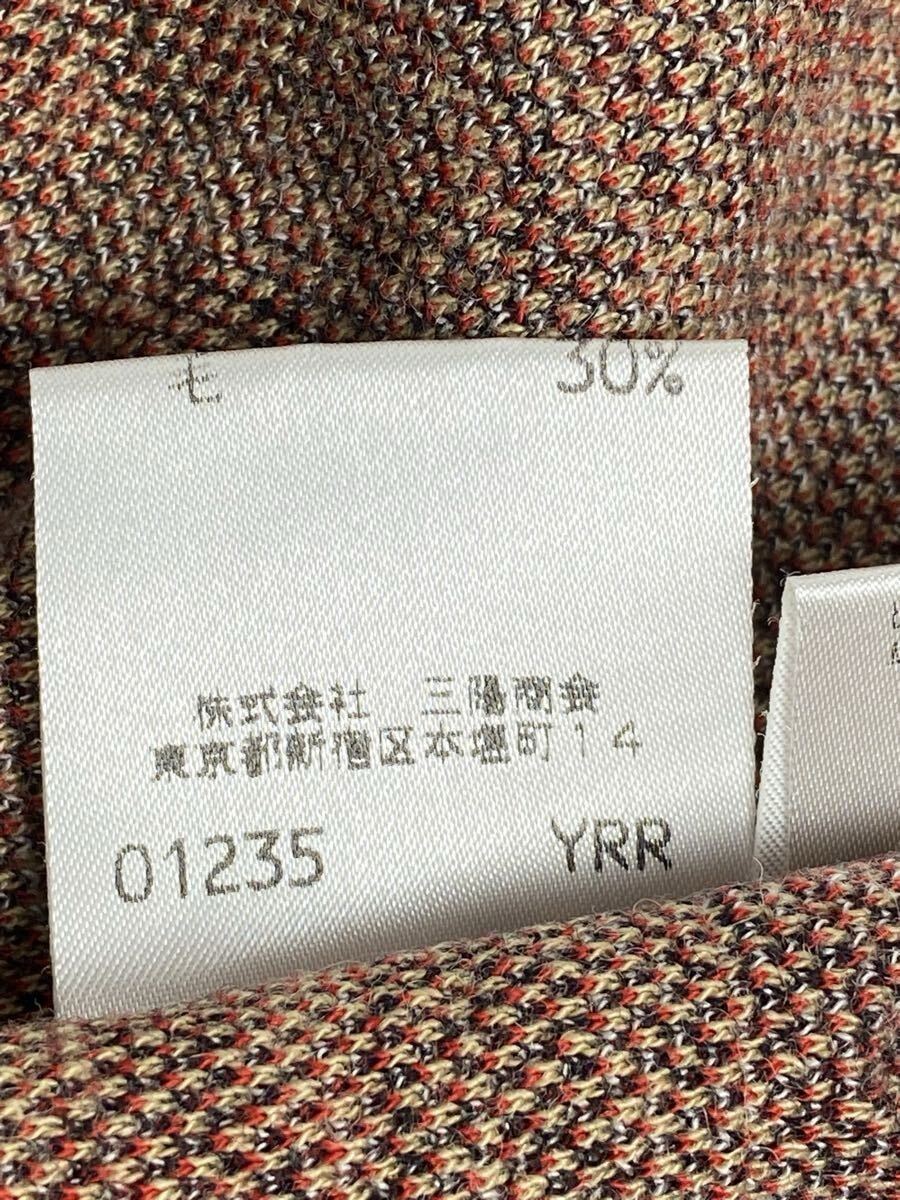 毛 30%
株式会社 三陽商会
東京都新宿区本塩町14
01235 YRR